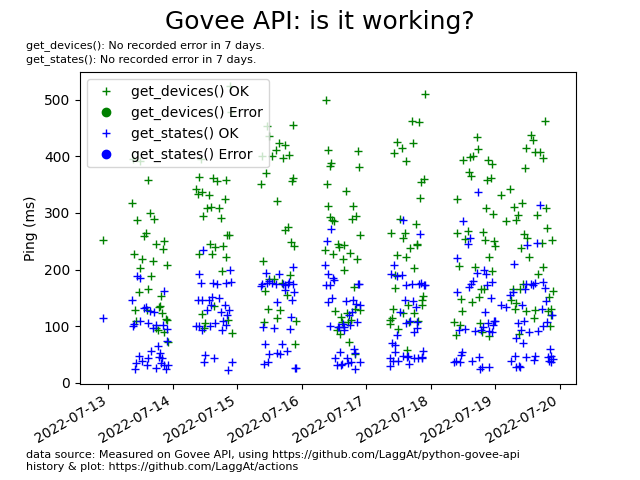 Govee API: is it working?
get_devices(): No recorded error in 7 days.
get_states(): No recorded error in 7 days.
get_devices() OK
get_devices() Error
get_states() OK
get_states() Error
Ping (ms)
500
400
300
200
100
0
2022-07-13
2022-07-14
2022-07-15
2022-07-16
2022-07-17
2022-07-18
2022-07-19
2022-07-20
data source: Measured on Govee API, using https://github.com/LaggAt/python-govee-api
history & plot: https://github.com/LaggAt/actions